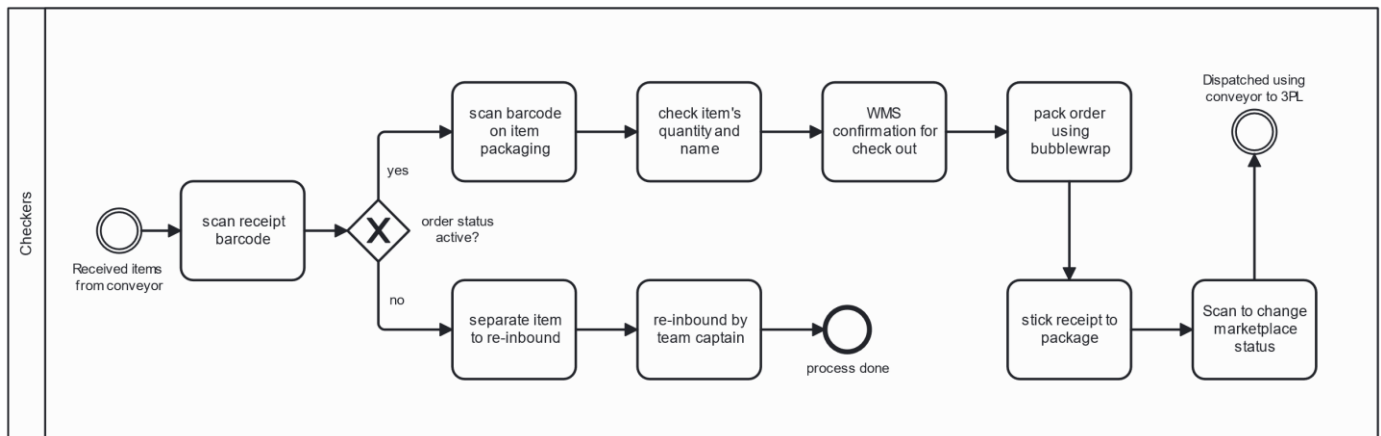 Checkers
Received items
from conveyor
scan receipt
barcode
order status
active?
yes
scan barcode
on item
packaging
check item's
quantity and
name
WMS
confirmation for
check out
pack order
using
bubblewrap
stick receipt to
package
Scan to change
marketplace
status
Dispatched using
conveyor to 3PL
no
separate item
to re-inbound
re-inbound by
team captain
process done